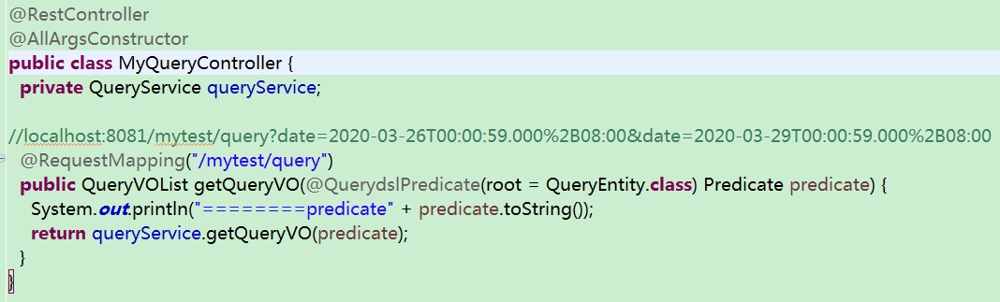 @RestController
@AllArgsConstructor
public class MyQueryController {
private QueryService queryService;
//localhost:8081/mytest/query?date=2020-03-26T00:00:59.000%2B08:00&date=2020-03-29T00:00:59.000%2B08:00
@RequestMapping("/mytest/query")
public QueryVOList getQueryVO(@QuerydslPredicate(root = QueryEntity.class) Predicate predicate) {
System.out.println("========predicate" + predicate.toString());
return queryService.getQueryVO(predicate);
}
}